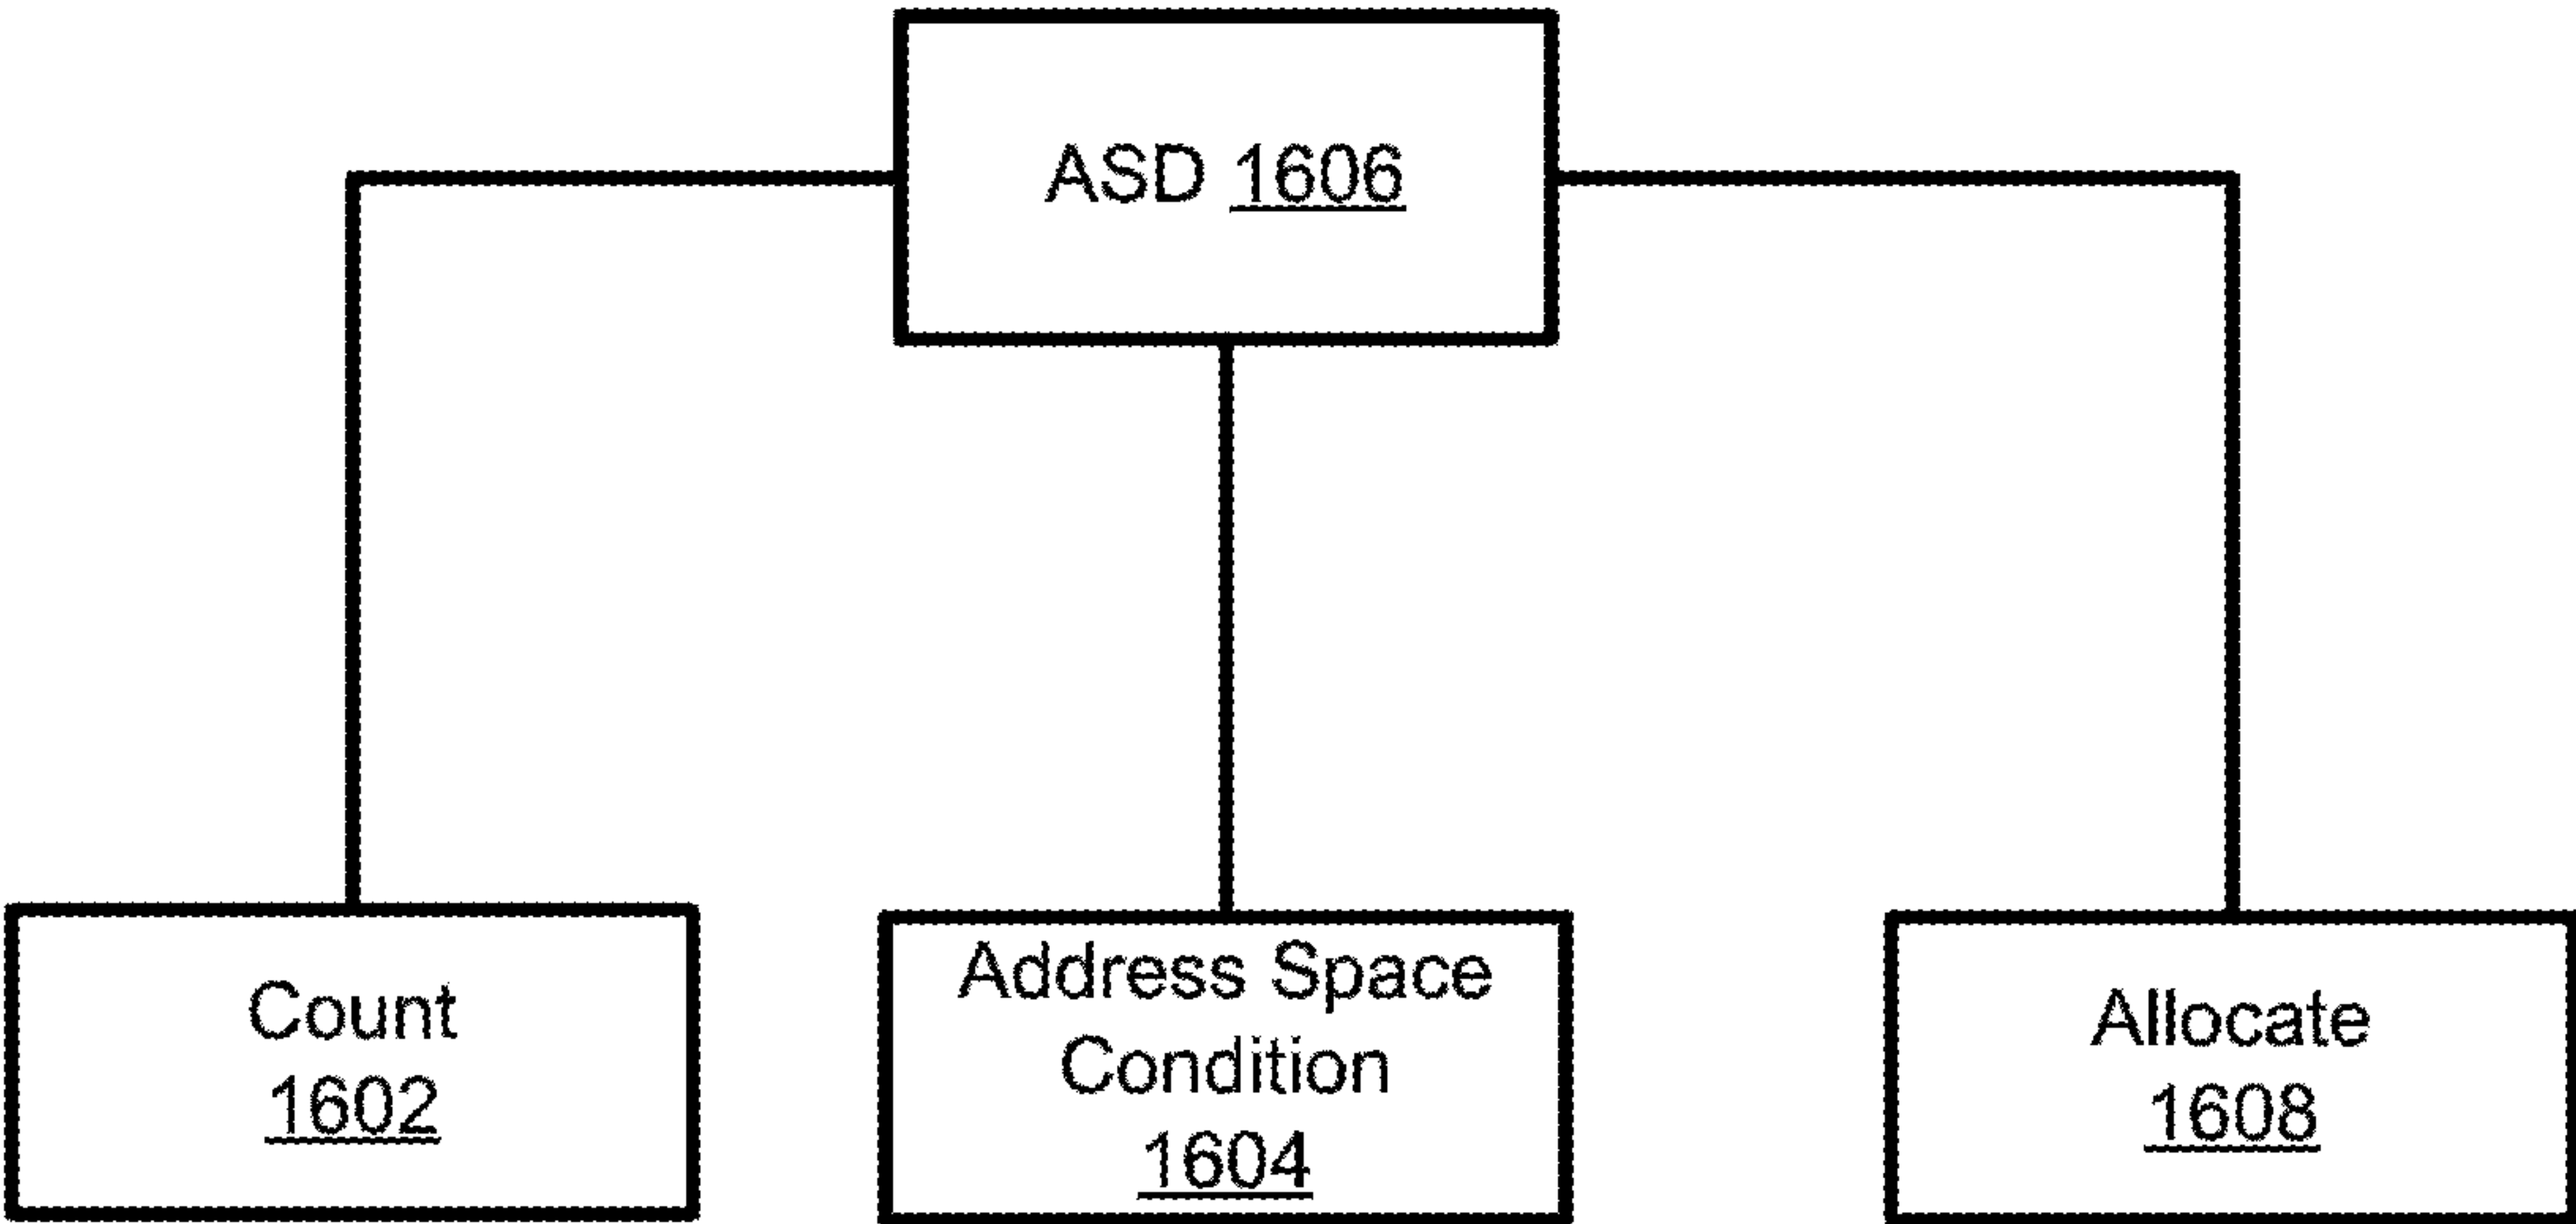 ASD 1606
Count
1602
Address Space
Condition
1604
Allocate
1608